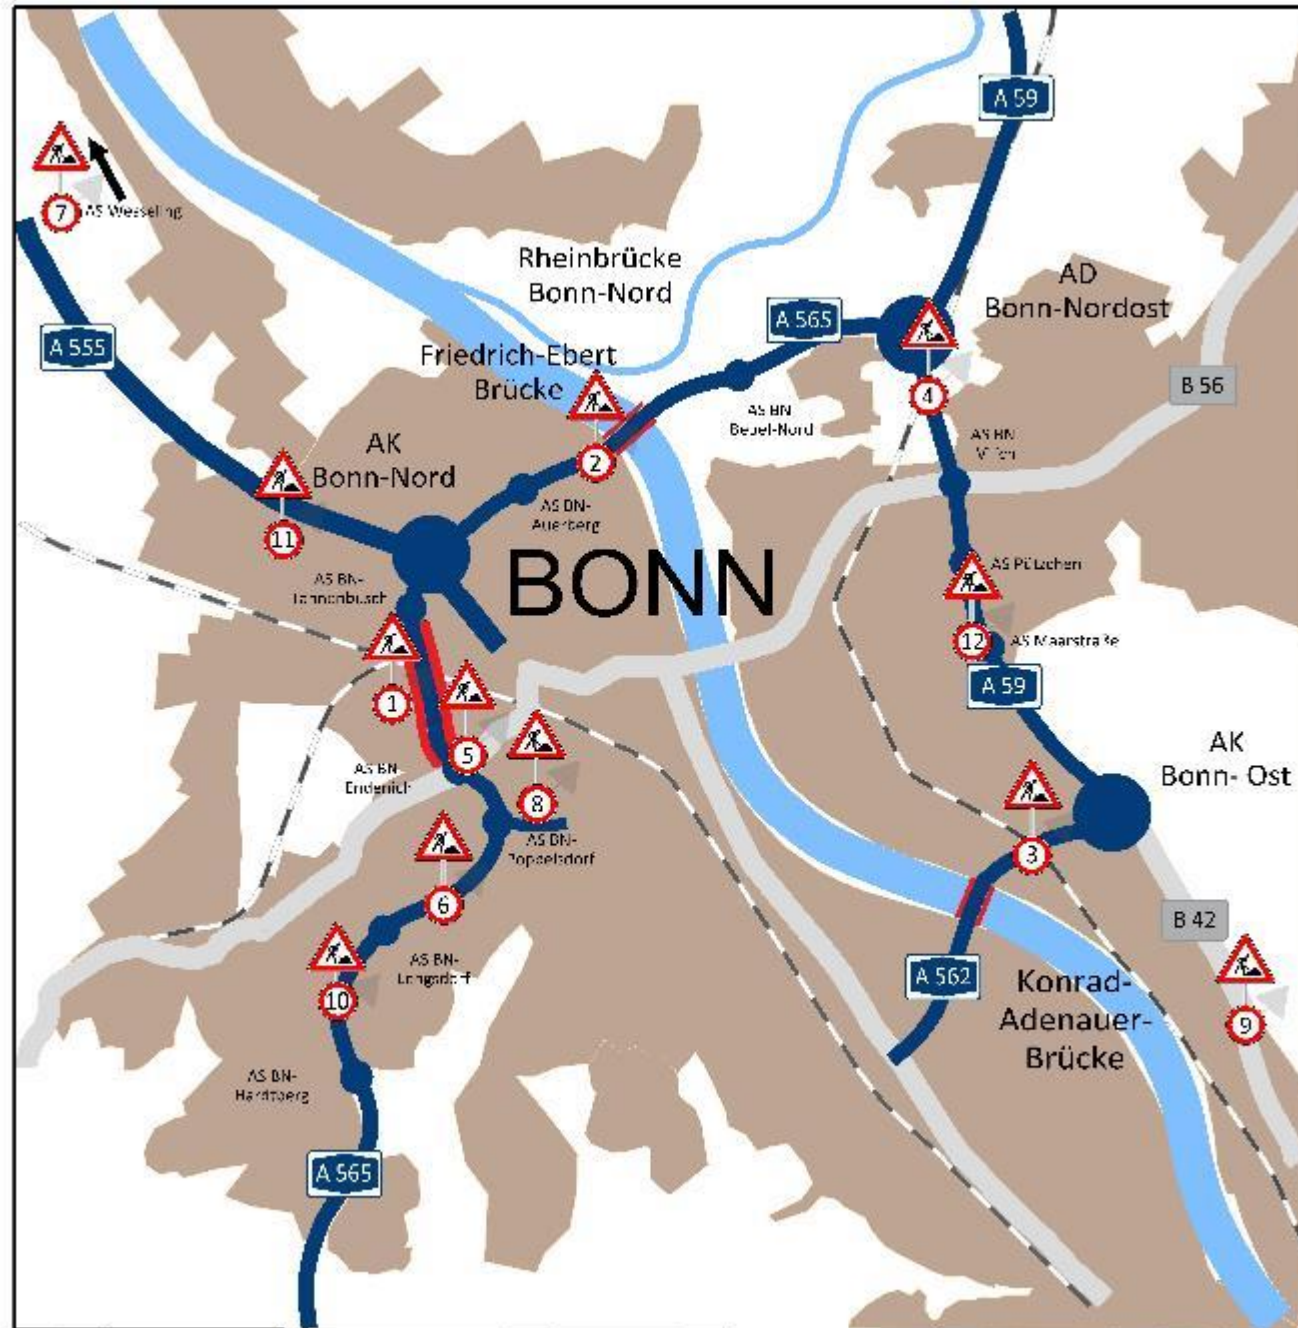 A 59
7
AS Wesseling
Rheinbrücke
Bonn-Nord
AD
Bonn-Nordost
A 565
A 555
Friedrich-Ebert
Brücke
4
B 56
AS BN
Beuel-Nord
AS BN
AK
Bonn-Nord
2
11
AS BN-
Auerberg
BONN
AS BN-
Tannenbusch
AS Pützchen
12
AS Maarstraße
A 59
1
5
AS BN
Endenich
8
AK
Bonn- Ost
AS BN-
Poppelsdorf
3
6
B 42
AS BN-
Lengsdorf
10
A 562
Konrad-
Adenauer-
Brücke
9
AS BN-
Hardtberg
A 565